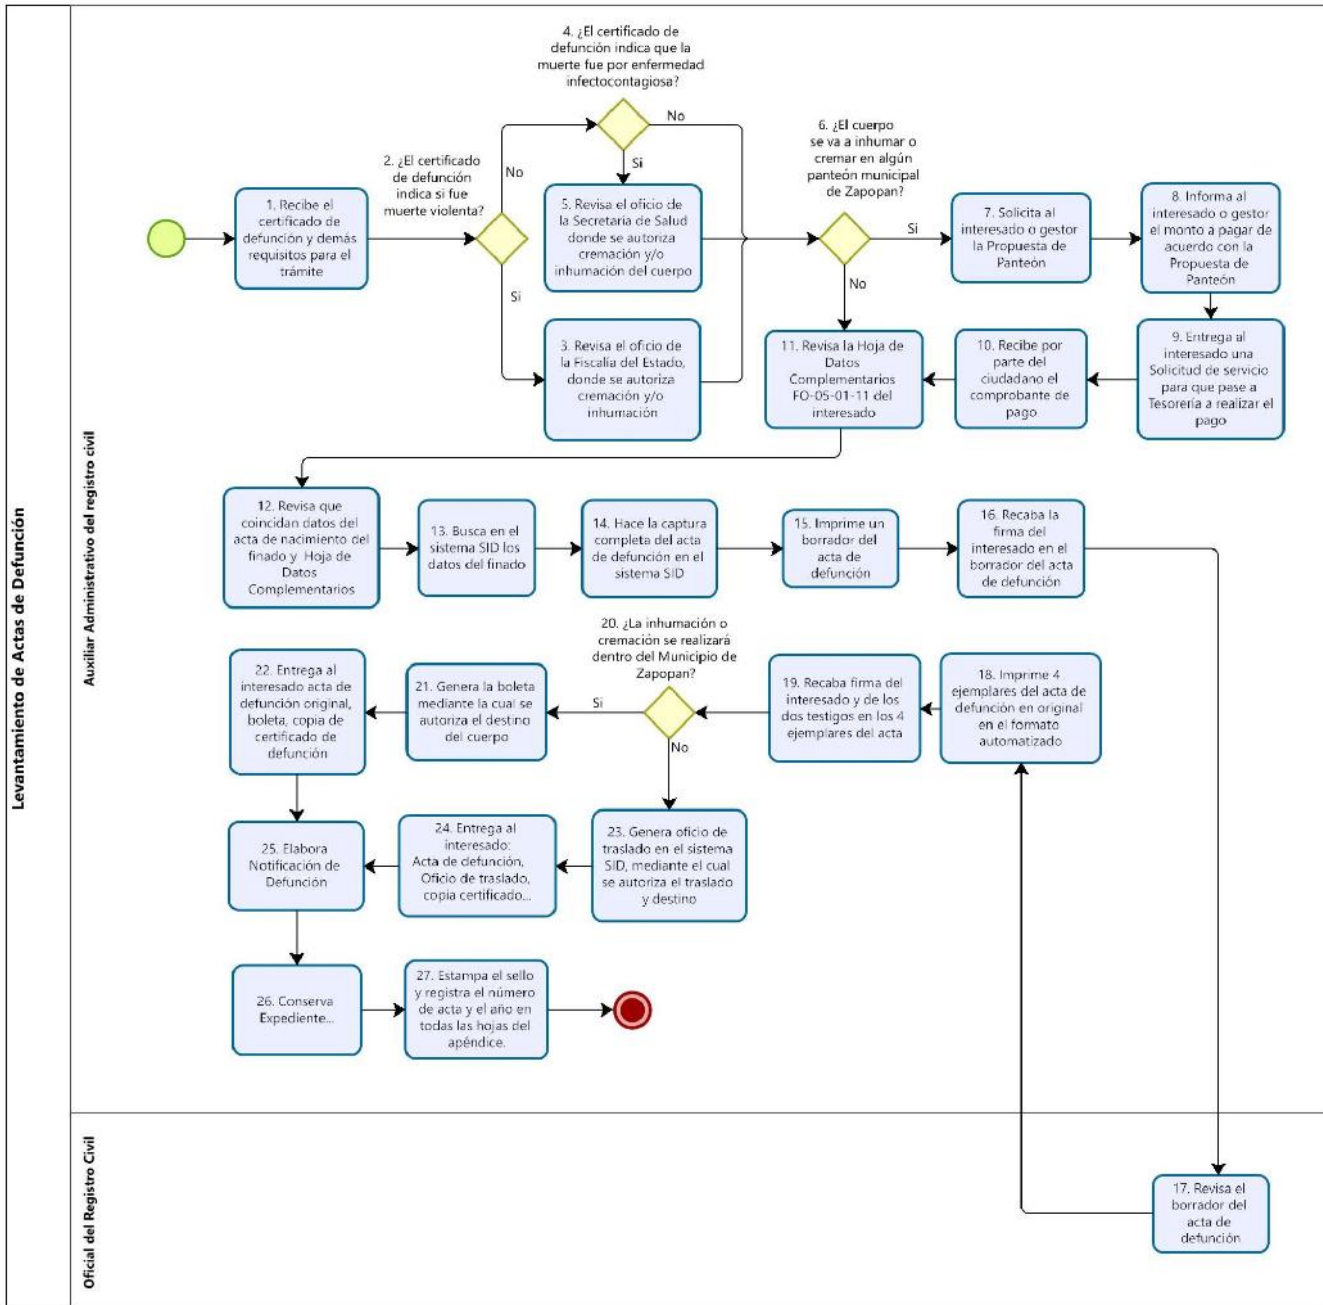 Levantamiento de Actas de Defunción
Auxiliar Administrativo del registro civil
1. Recibe el
certificado de
defunción y demás
requisitos para el
trámite
2. ¿El certificado
de defunción
indica si fue
muerte violenta?
No
Si
3. Revisa el oficio de
la Fiscalía del Estado,
donde se autoriza
cremación y/o
inhumación
4. ¿El certificado de
defunción indica que la
muerte fue por enfermedad
infectocontagiosa?
No
Si
5. Revisa el oficio de
la Secretaría de Salud
donde se autoriza
cremación y/o
inhumación del cuerpo
6. ¿El cuerpo
se va a inhumar o
cremar en algún
panteón municipal
de Zapopan?
Si
No
7. Solicita al
interesado o gestor
la Propuesta de
Panteón
8. Informa al
interesado o gestor
el monto a pagar de
acuerdo con la
Propuesta de
Panteón
9. Entrega al
interesado una
Solicitud de servicio
para que pase a
Tesorería a realizar el
pago
10. Recibe por
parte del
ciudadano el
comprobante de
pago
11. Revisa la Hoja de
Datos
Complementarios
FO-05-01-11 del
interesado
12. Revisa que
coincidan datos del
acta de nacimiento del
finado y Hoja de
Datos
Complementarios
13. Busca en el
sistema SID los
datos del finado
14. Hace la captura
completa del acta
de defunción en el
sistema SID
15. Imprime un
borrador del
acta de
defunción
16. Recaba la
firma del
interesado en el
borrador del acta
de defunción
18. Imprime 4
ejemplares del acta de
defunción en original
en el formato
automatizado
19. Recaba firma del
interesado y de los
dos testigos en los 4
ejemplares del acta
20. ¿La inhumación o
cremación se realizará
dentro del Municipio de
Zapopan?
Si
No
21. Genera la boleta
mediante la cual se
autoriza el destino
del cuerpo
22. Entrega al
interesado acta de
defunción original,
boleta, copia de
certificado de
defunción
23. Genera oficio de
traslado en el sistema
SID, mediante el cual
se autoriza el traslado
y destino
24. Entrega al
interesado:
Acta de defunción,
Oficio de traslado,
copia certificado...
25. Elabora
Notificación de
Defunción
26. Conserva
Expediente...
27. Estampa el sello
y registra el número
de acta y el año en
todas las hojas del
apéndice.
Oficial del Registro Civil
17. Revisa el
borrador del
acta de
defunción